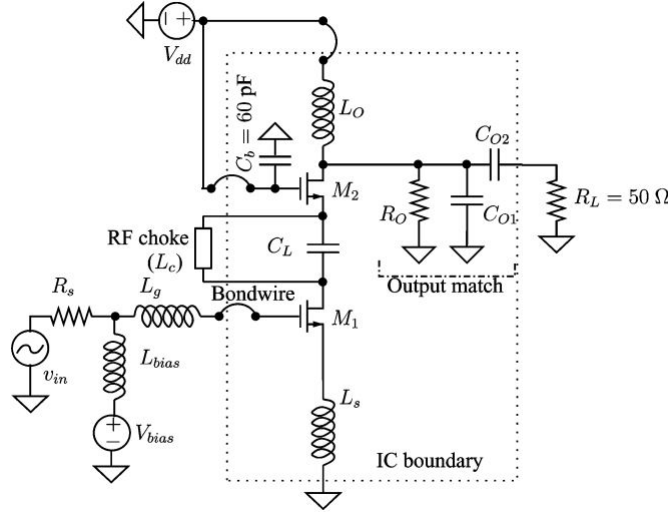 V_dd
L_O
C_b = 60 pF
C_O2
M_2
R_O
C_O1
R_L = 50 Ω
RF choke
(L_c)
C_L
Output match
L_g
Bondwire
R_s
M_1
L_bias
v_in
V_bias
L_s
IC boundary